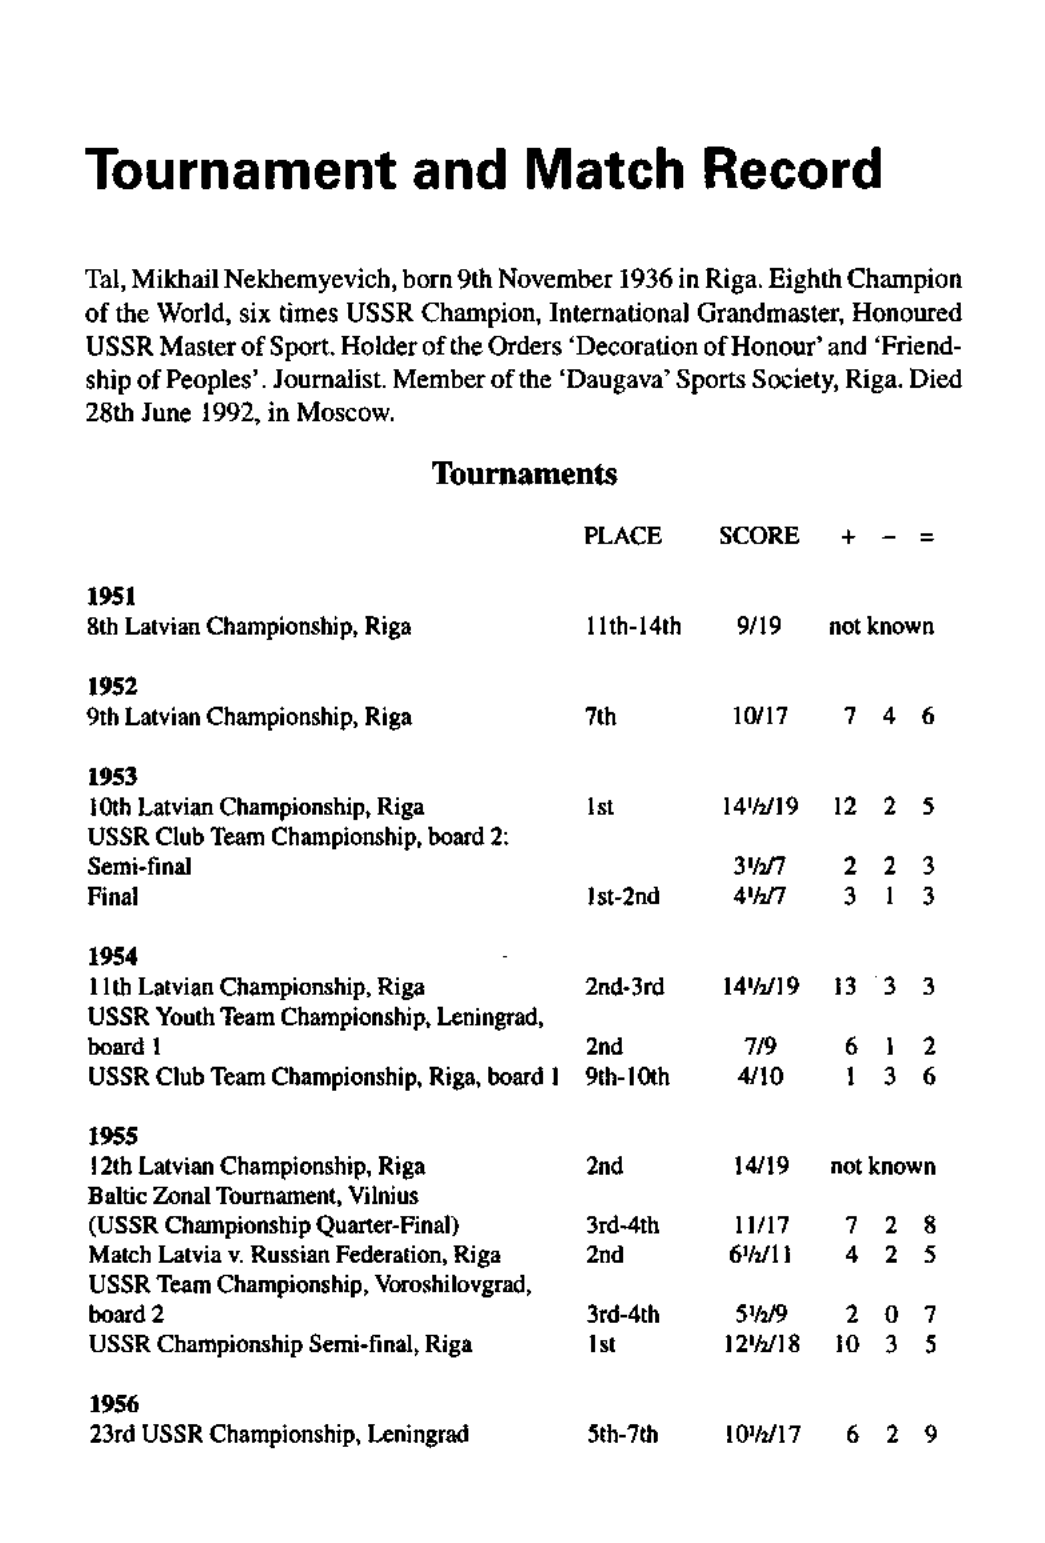 Tournament and Match Record
Tal, Mikhail Nekhemyevich, born 9th November 1936 in Riga. Eighth Champion
of the World, six times USSR Champion, International Grandmaster, Honoured
USSR Master of Sport. Holder of the Orders ‘Decoration of Honour’ and ‘Friend-
ship of Peoples’. Journalist. Member of the ‘Daugava’ Sports Society, Riga. Died
28th June 1992, in Moscow.
Tournaments
PLACE SCORE + – =
1951
8th Latvian Championship, Riga 11th-14th 9/19 not known
1952
9th Latvian Championship, Riga 7th 10/17 7 4 6
1953
10th Latvian Championship, Riga 1st 14½/19 12 2 5
USSR Club Team Championship, board 2:
Semi-final 3½/7 2 2 3
Final 1st-2nd 4½/7 3 1 3
1954
11th Latvian Championship, Riga 2nd-3rd 14½/19 13 3 3
USSR Youth Team Championship, Leningrad,
board 1 2nd 7/9 6 1 2
USSR Club Team Championship, Riga, board 1 9th-10th 4/10 1 3 6
1955
12th Latvian Championship, Riga 2nd 14/19 not known
Baltic Zonal Tournament, Vilnius
(USSR Championship Quarter-Final) 3rd-4th 11/17 7 2 8
Match Latvia v. Russian Federation, Riga 2nd 6½/11 4 2 5
USSR Team Championship, Voroshilovgrad,
board 2 3rd-4th 5½/9 2 0 7
USSR Championship Semi-final, Riga 1st 12½/18 10 3 5
1956
23rd USSR Championship, Leningrad 5th-7th 10½/17 6 2 9